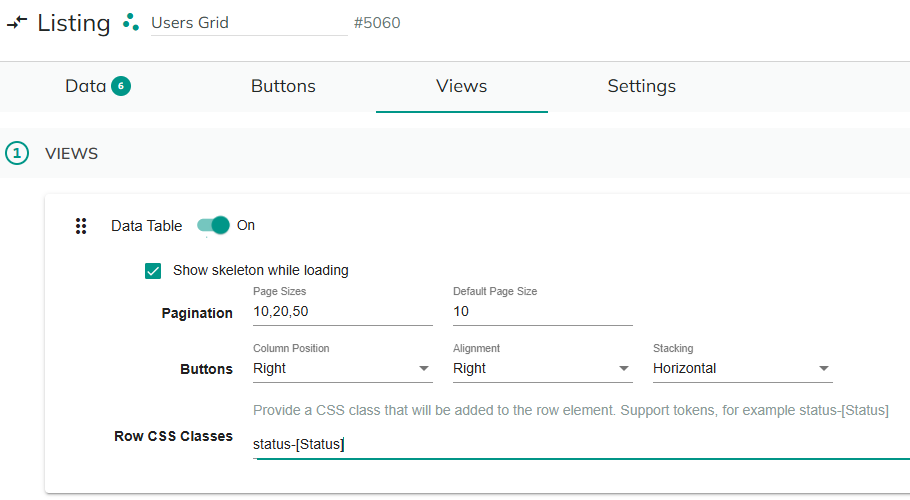 Listing Users Grid #5060
Data 6 Buttons Views Settings
1 VIEWS
Data Table On
Show skeleton while loading
Page Sizes Default Page Size
Pagination 10,20,50 10
Column Position Alignment Stacking
Buttons Right Right Horizontal
Provide a CSS class that will be added to the row element. Support tokens, for example status-[Status]
Row CSS Classes status-[Status]